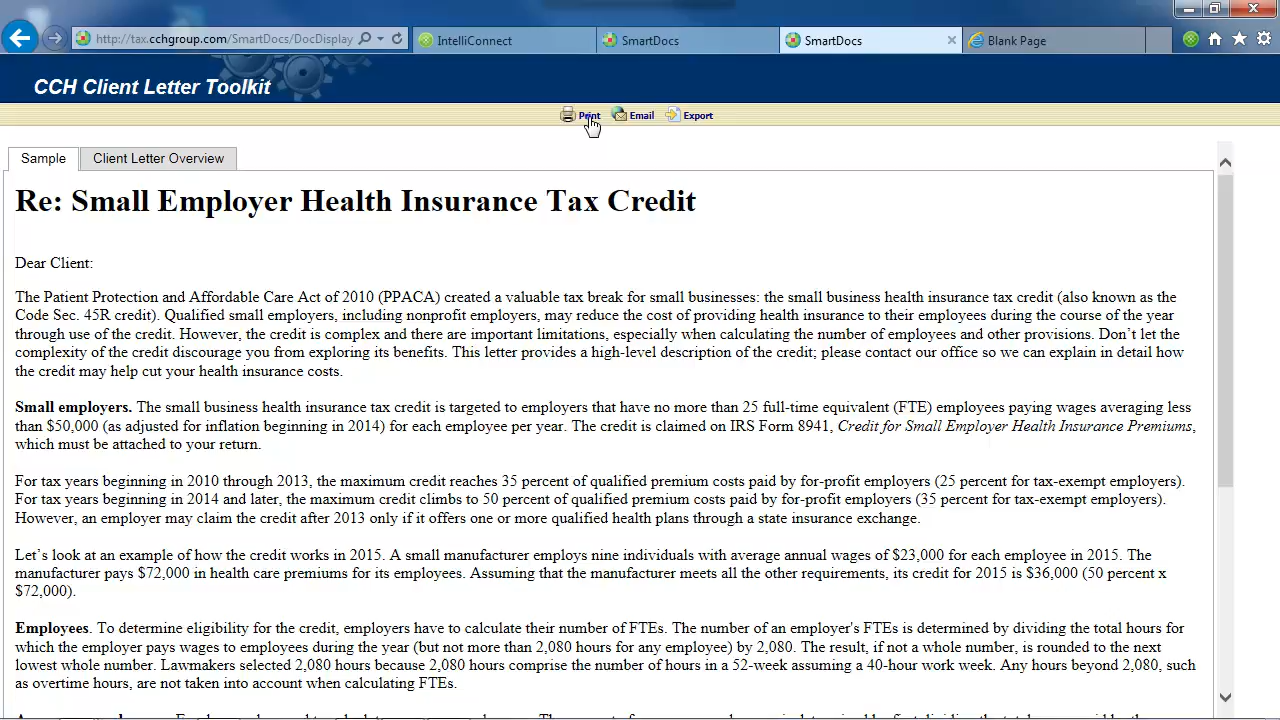 http://tax.cchgroup.com/SmartDocs/DocDisplay
IntelliConnect
SmartDocs
SmartDocs
Blank Page
CCH Client Letter Toolkit
Print
Email
Export
Sample
Client Letter Overview
Re: Small Employer Health Insurance Tax Credit
Dear Client:
The Patient Protection and Affordable Care Act of 2010 (PPACA) created a valuable tax break for small businesses: the small business health insurance tax credit (also known as the
Code Sec. 45R credit). Qualified small employers, including nonprofit employers, may reduce the cost of providing health insurance to their employees during the course of the year
through use of the credit. However, the credit is complex and there are important limitations, especially when calculating the number of employees and other provisions. Don't let the
complexity of the credit discourage you from exploring its benefits. This letter provides a high-level description of the credit; please contact our office so we can explain in detail how
the credit may help cut your health insurance costs.
Small employers. The small business health insurance tax credit is targeted to employers that have no more than 25 full-time equivalent (FTE) employees paying wages averaging less
than $50,000 (as adjusted for inflation beginning in 2014) for each employee per year. The credit is claimed on IRS Form 8941, Credit for Small Employer Health Insurance Premiums,
which must be attached to your return.
For tax years beginning in 2010 through 2013, the maximum credit reaches 35 percent of qualified premium costs paid by for-profit employers (25 percent for tax-exempt employers).
For tax years beginning in 2014 and later, the maximum credit climbs to 50 percent of qualified premium costs paid by for-profit employers (35 percent for tax-exempt employers).
However, an employer may claim the credit after 2013 only if it offers one or more qualified health plans through a state insurance exchange.
Let's look at an example of how the credit works in 2015. A small manufacturer employs nine individuals with average annual wages of $23,000 for each employee in 2015. The
manufacturer pays $72,000 in health care premiums for its employees. Assuming that the manufacturer meets all the other requirements, its credit for 2015 is $36,000 (50 percent x
$72,000).
Employees. To determine eligibility for the credit, employers have to calculate their number of FTEs. The number of an employer's FTEs is determined by dividing the total hours for
which the employer pays wages to employees during the year (but not more than 2,080 hours for any employee) by 2,080. The result, if not a whole number, is rounded to the next
lowest whole number. Lawmakers selected 2,080 hours because 2,080 hours comprise the number of hours in a 52-week assuming a 40-hour work week. Any hours beyond 2,080, such
as overtime hours, are not taken into account when calculating FTEs.